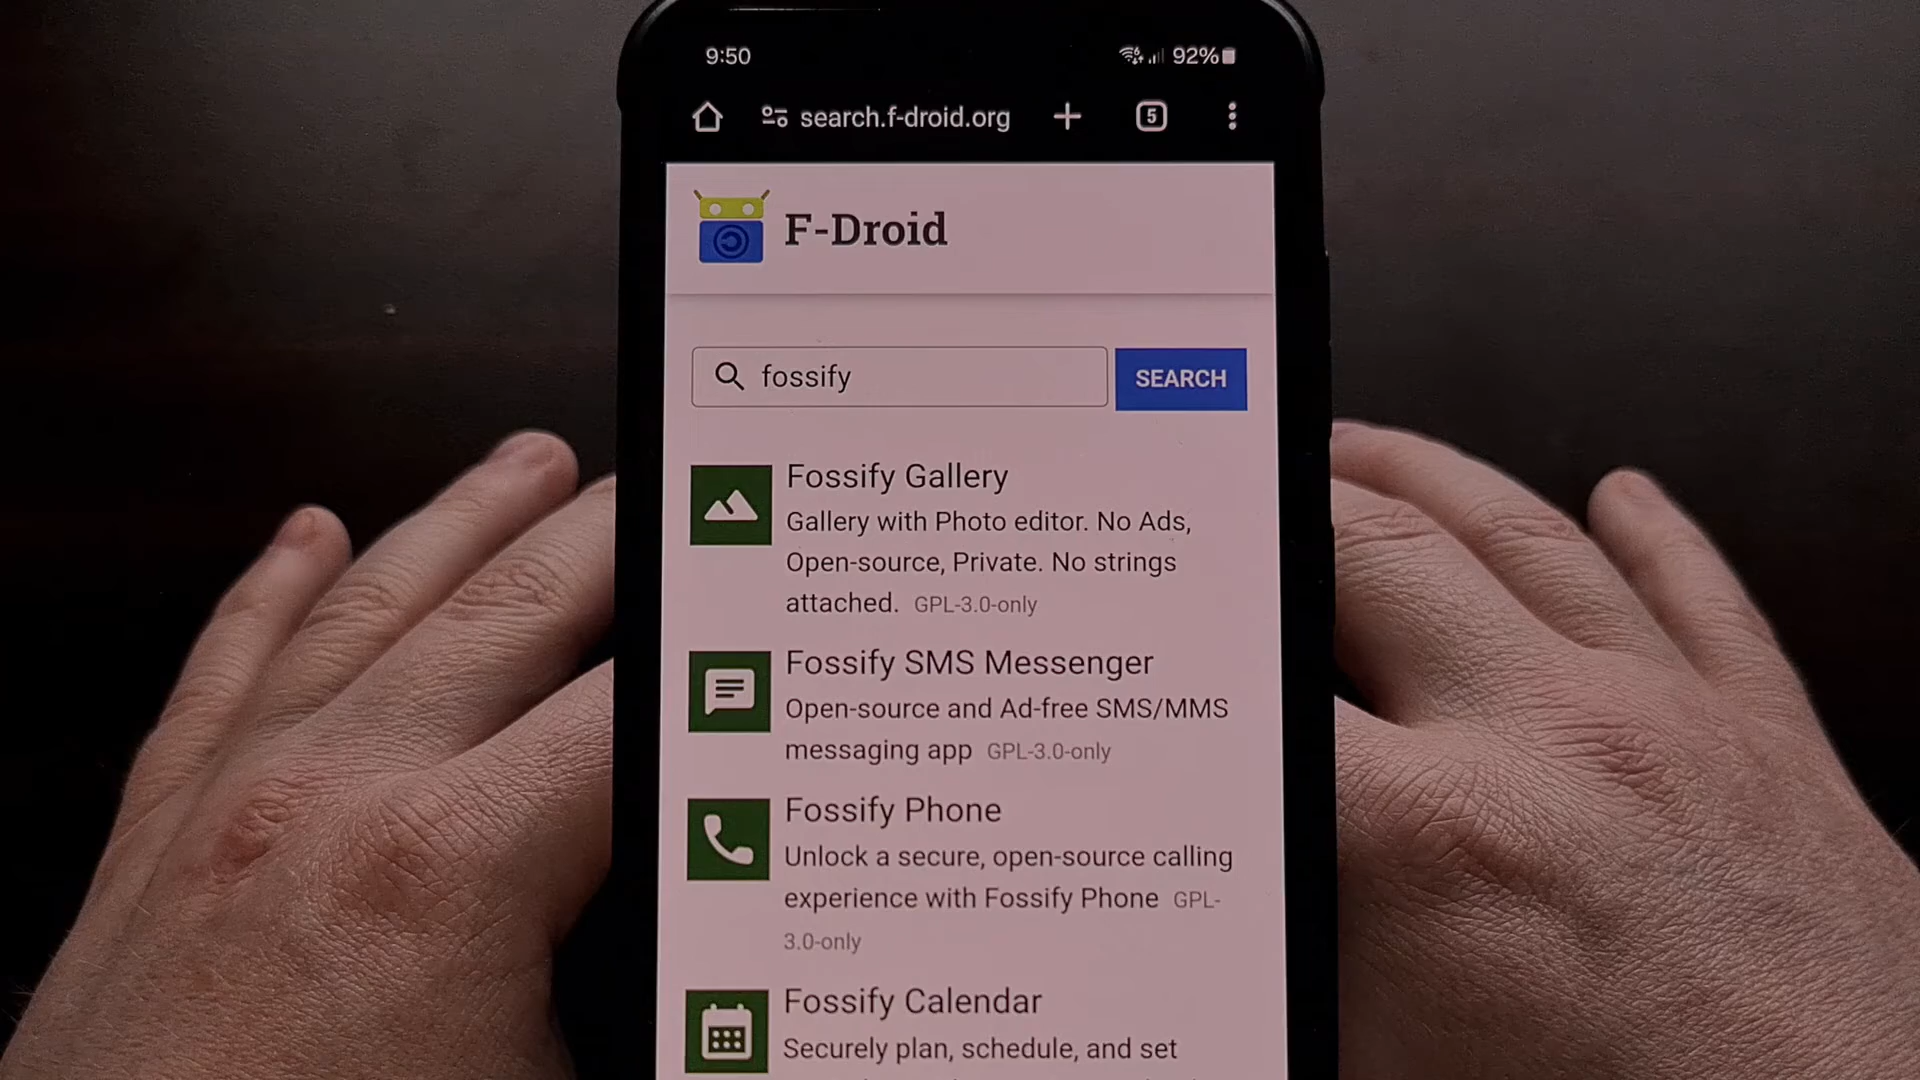 9:50
92%
search.f-droid.org
5
F-Droid
fossify
SEARCH
Fossify Gallery
Gallery with Photo editor. No Ads,
Open-source, Private. No strings
attached. GPL-3.0-only
Fossify SMS Messenger
Open-source and Ad-free SMS/MMS
messaging app GPL-3.0-only
Fossify Phone
Unlock a secure, open-source calling
experience with Fossify Phone GPL-
3.0-only
Fossify Calendar
Securely plan, schedule, and set